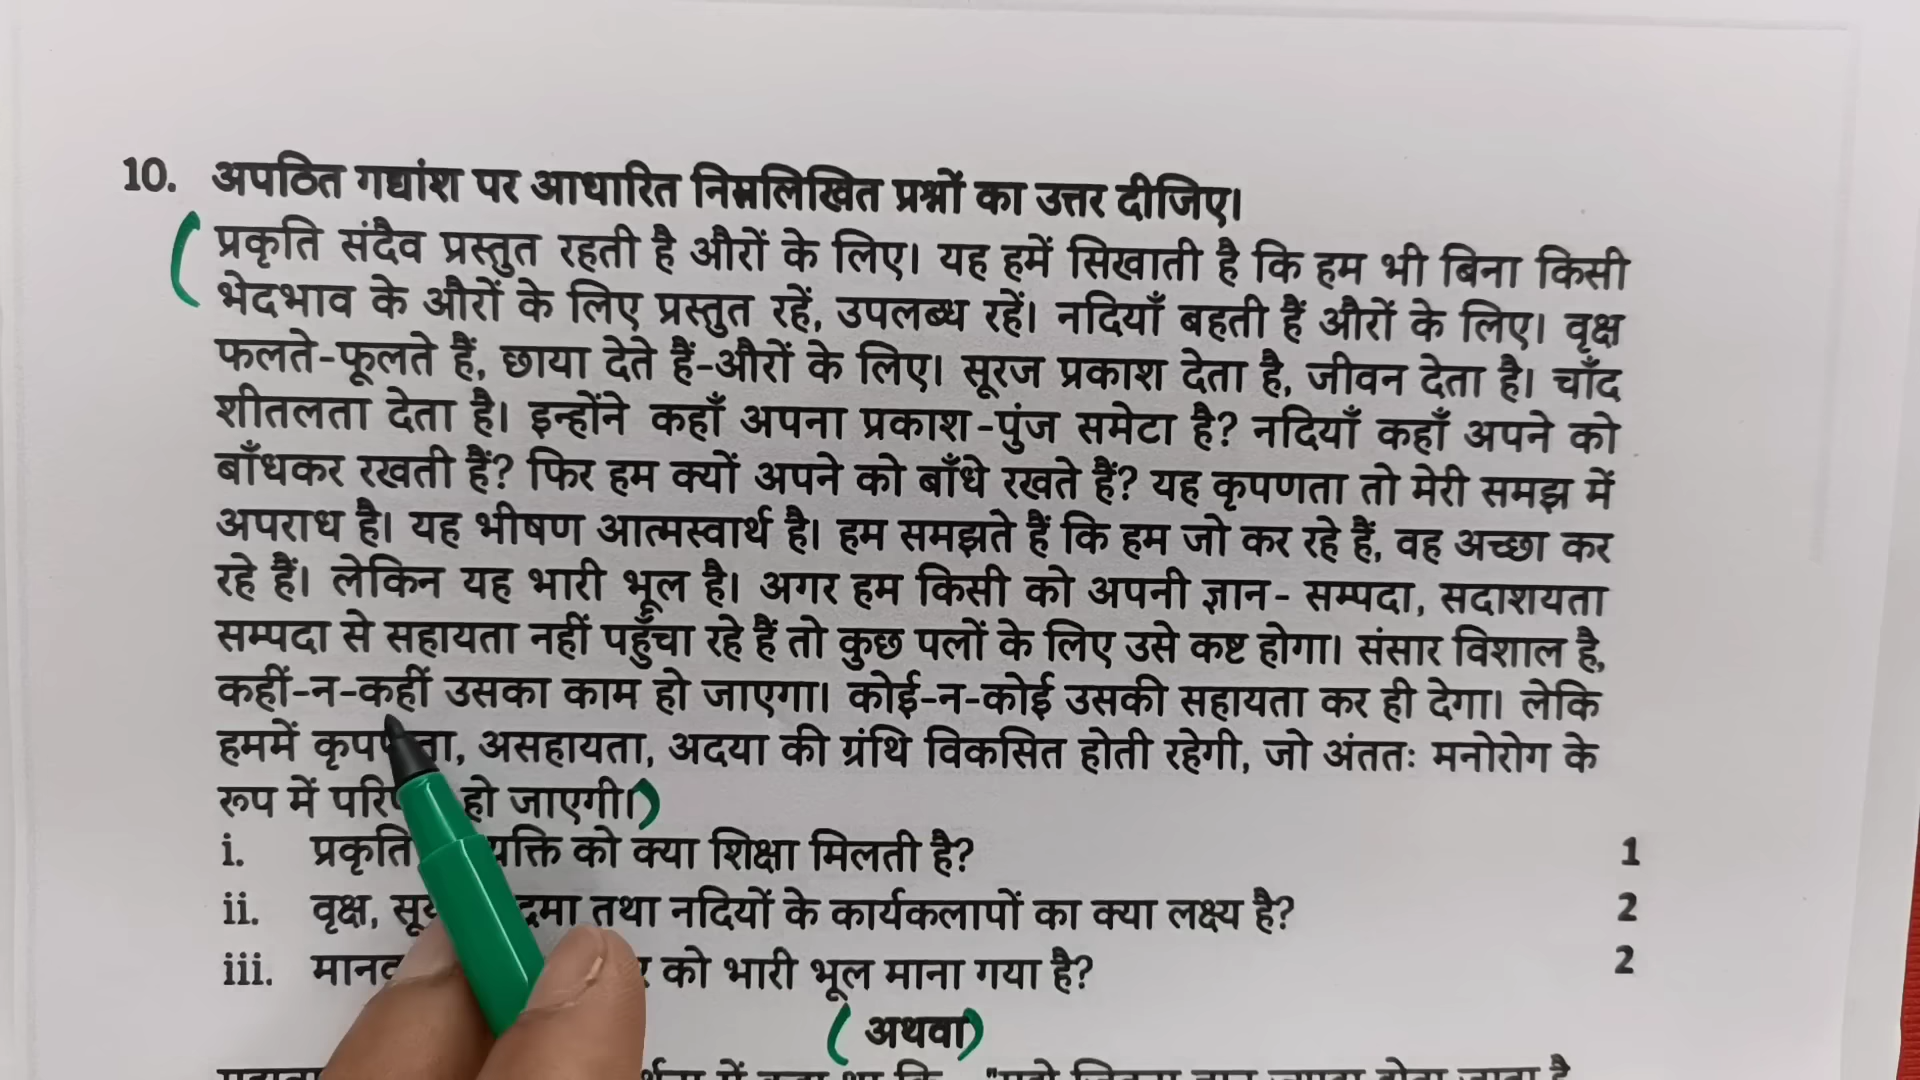 10. अपठित गद्यांश पर आधारित निम्नलिखित प्रश्नों का उत्तर दीजिए।
प्रकृति संदैव प्रस्तुत रहती है औरों के लिए। यह हमें सिखाती है कि हम भी बिना किसी
भेदभाव के औरों के लिए प्रस्तुत रहें, उपलब्ध रहें। नदियाँ बहती हैं औरों के लिए। वृक्ष
फलते-फूलते हैं, छाया देते हैं-औरों के लिए। सूरज प्रकाश देता है, जीवन देता है। चाँद
शीतलता देता है। इन्होंने कहाँ अपना प्रकाश-पुंज समेटा है? नदियाँ कहाँ अपने को
बाँधकर रखती हैं? फिर हम क्यों अपने को बाँधे रखते हैं? यह कृपणता तो मेरी समझ में
अपराध है। यह भीषण आत्मस्वार्थ है। हम समझते हैं कि हम जो कर रहे हैं, वह अच्छा कर
रहे हैं। लेकिन यह भारी भूल है। अगर हम किसी को अपनी ज्ञान- सम्पदा, सदाशयता
सम्पदा से सहायता नहीं पहुँचा रहे हैं तो कुछ पलों के लिए उसे कष्ट होगा। संसार विशाल है,
कहीं-न-कहीं उसका काम हो जाएगा। कोई-न-कोई उसकी सहायता कर ही देगा। लेकि
हममें असहायता, अदया की ग्रंथि विकसित होती रहेगी, जो अंततः मनोरोग के
रूप में हो जाएगी।
i. प्रकृति को क्या शिक्षा मिलती है? 1
ii. वृक्ष, तथा नदियों के कार्यकलापों का क्या लक्ष्य है? 2
iii. को भारी भूल माना गया है? 2
(अथवा)